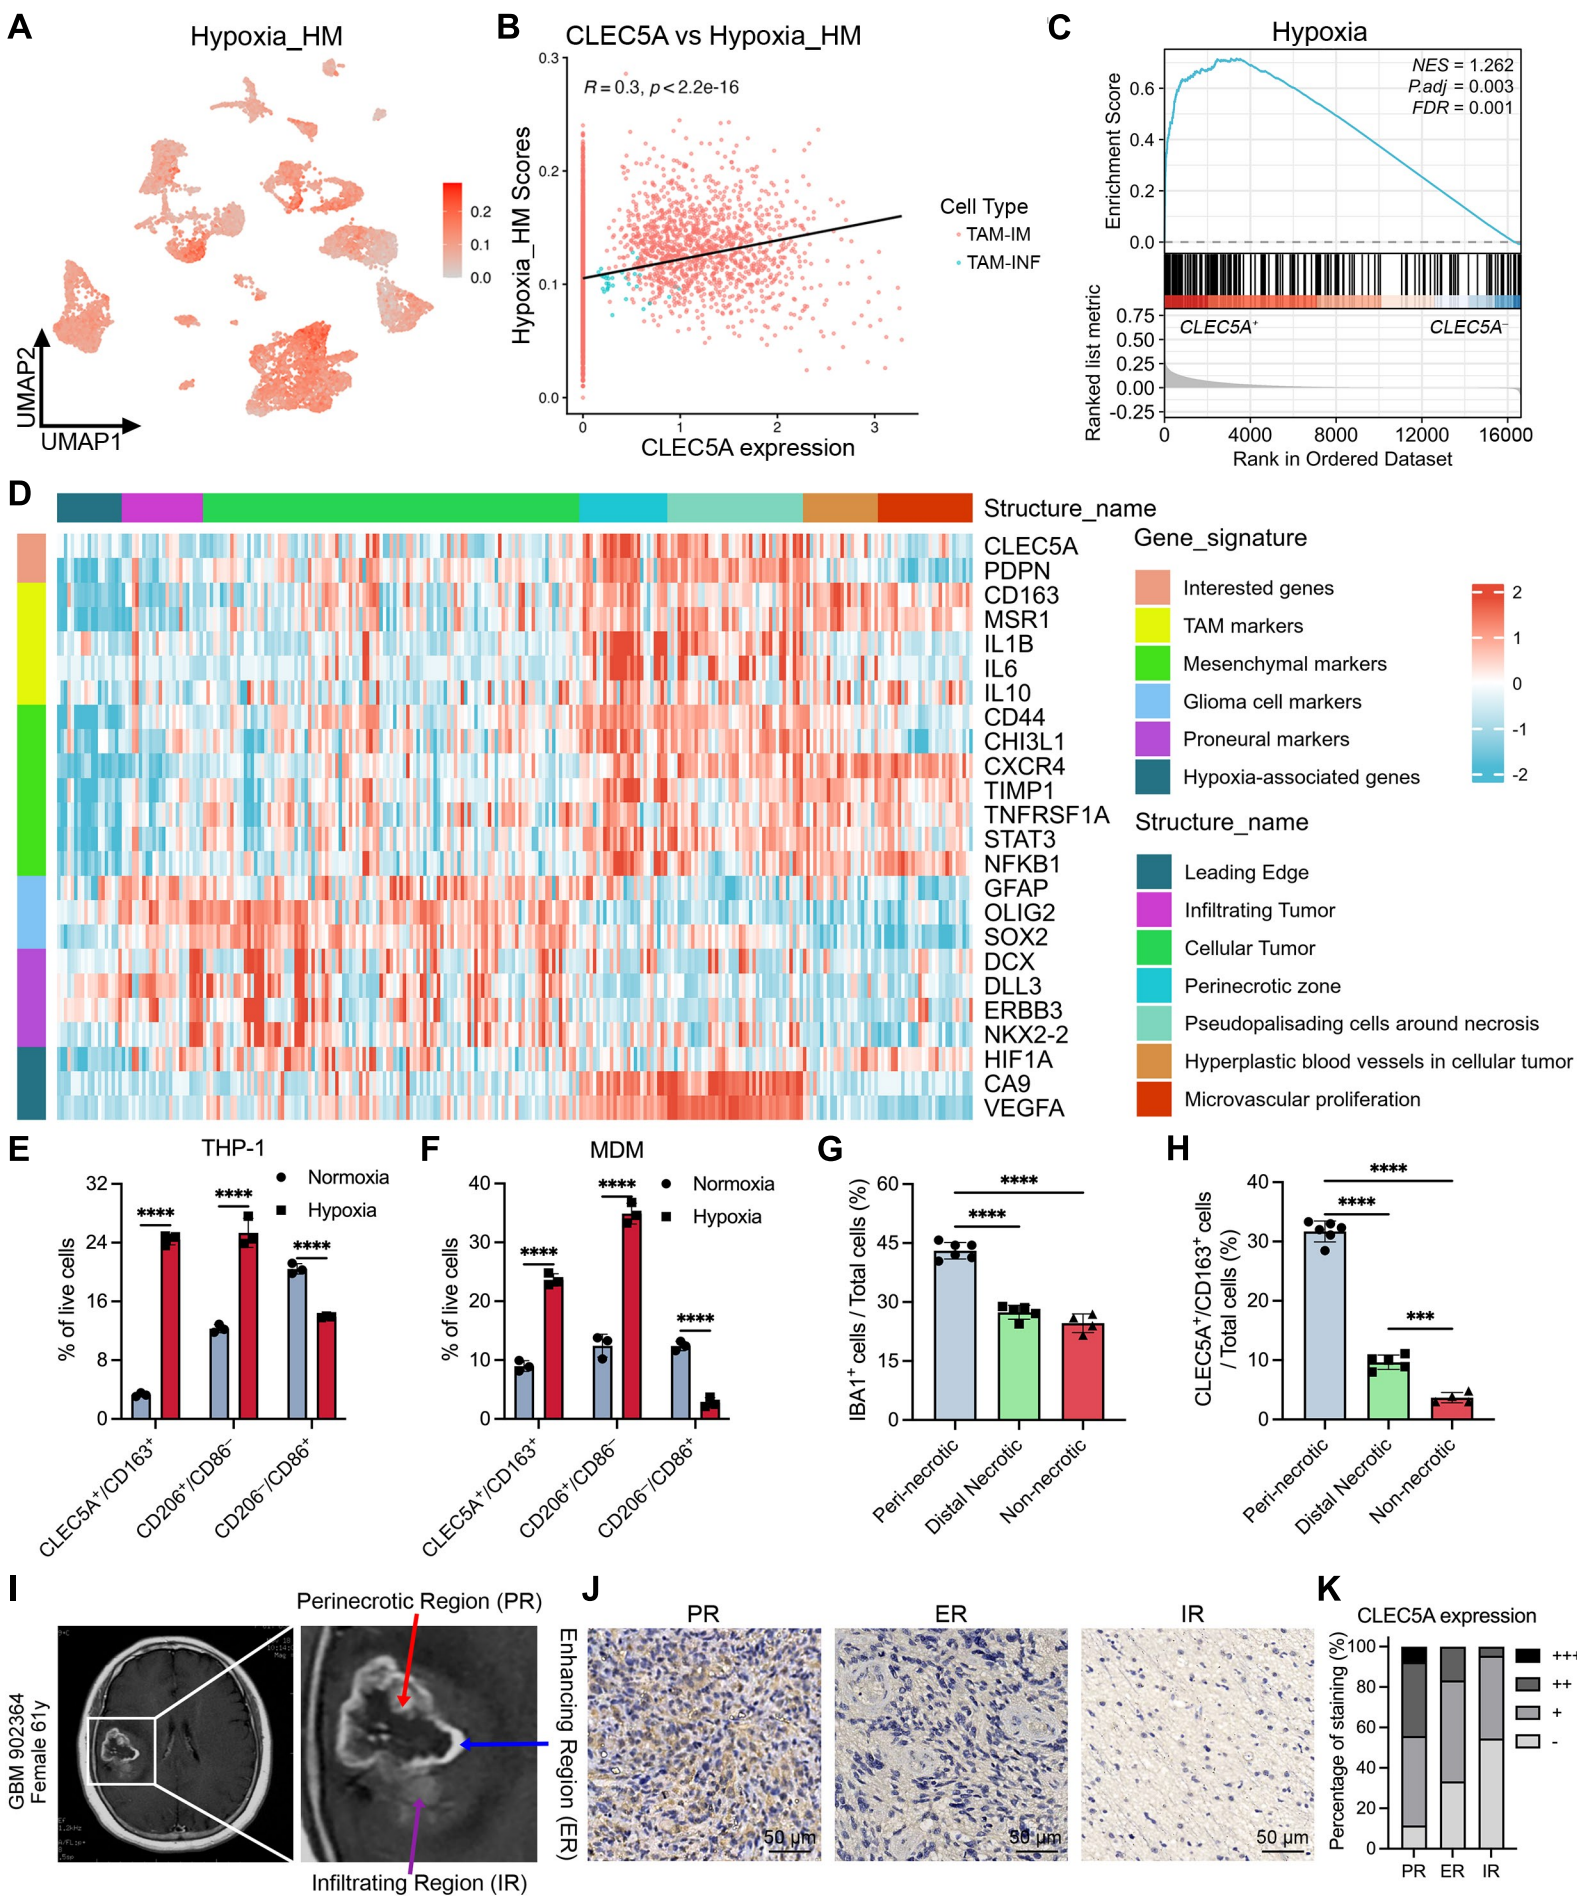 A
Hypoxia_HM
0.2
0.1
0.0
UMAP2
UMAP1
B
CLEC5A vs Hypoxia_HM
R = 0.3, p < 2.2e-16
Hypoxia_HM Scores
0.3
0.2
0.1
0.0
0
1
2
3
CLEC5A expression
Cell Type
TAM-IM
TAM-INF
C
Hypoxia
NES = 1.262
P.adj = 0.003
FDR = 0.001
Enrichment Score
0.6
0.4
0.2
0.0
CLEC5A+
CLEC5A−
Ranked list metric
0.75
0.50
0.25
0.00
-0.25
0
4000
8000
12000
16000
Rank in Ordered Dataset
D
Structure_name
CLEC5A
PDPN
CD163
MSR1
IL1B
IL6
IL10
CD44
CHI3L1
CXCR4
TIMP1
TNFRSF1A
STAT3
NFKB1
GFAP
OLIG2
SOX2
DCX
DLL3
ERBB3
NKX2-2
HIF1A
CA9
VEGFA
Gene_signature
Interested genes
TAM markers
Mesenchymal markers
Glioma cell markers
Proneural markers
Hypoxia-associated genes
2
1
0
-1
-2
Structure_name
Leading Edge
Infiltrating Tumor
Cellular Tumor
Perinecrotic zone
Pseudopalisading cells around necrosis
Hyperplastic blood vessels in cellular tumor
Microvascular proliferation
E
THP-1
Normoxia
Hypoxia
% of live cells
32
24
16
8
0
****
****
****
CLEC5A+/CD163+
CD206+/CD86−
CD206−/CD86+
F
MDM
Normoxia
Hypoxia
% of live cells
40
30
20
10
0
****
****
****
CLEC5A+/CD163+
CD206+/CD86−
CD206−/CD86+
G
IBA1+ cells / Total cells (%)
60
45
30
15
0
****
****
Peri-necrotic
Distal Necrotic
Non-necrotic
H
CLEC5A+/CD163+ cells
/ Total cells (%)
40
30
20
10
0
****
****
***
Peri-necrotic
Distal Necrotic
Non-necrotic
I
GBM 902364
Female 61y
Perinecrotic Region (PR)
Enhancing Region (ER)
Infiltrating Region (IR)
J
PR
ER
IR
50 µm
50 µm
50 µm
K
CLEC5A expression
Percentage of staining (%)
100
80
60
40
20
0
PR
ER
IR
+++
++
+
-